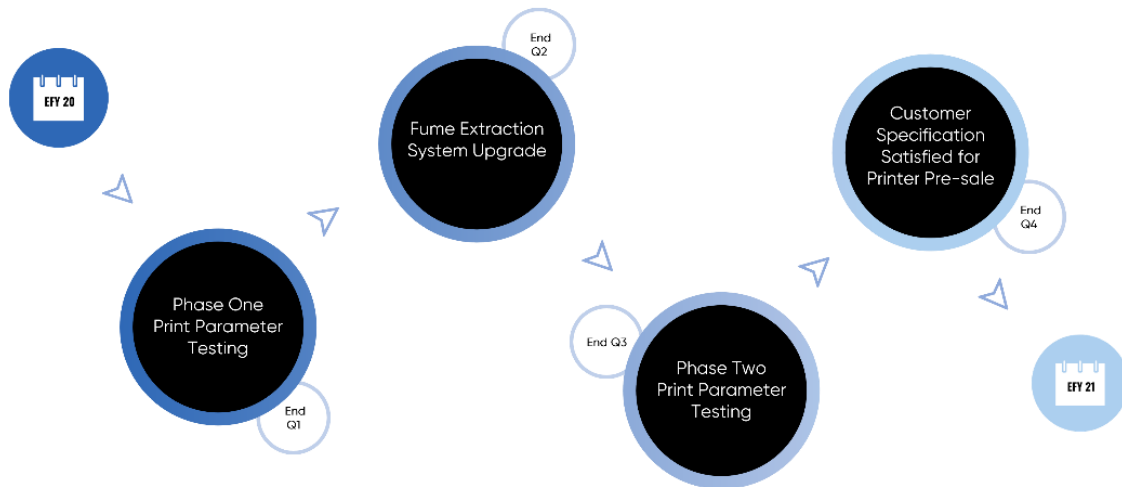 EFY 20
Phase One
Print Parameter
Testing
End
Q1
Fume Extraction
System Upgrade
End
Q2
Phase Two
Print Parameter
Testing
End Q3
Customer
Specification
Satisfied for
Printer Pre-sale
End
Q4
EFY 21